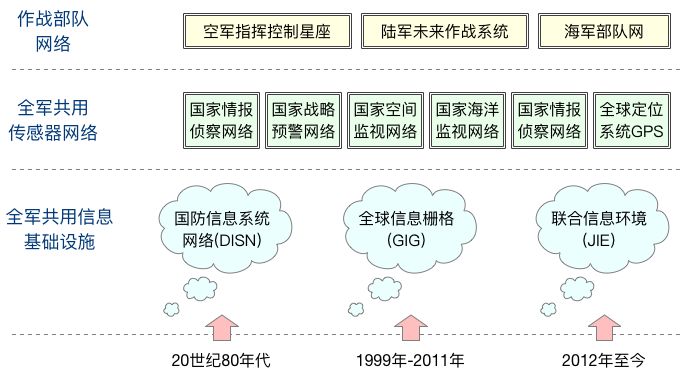 作战部队
网络
空军指挥控制星座
陆军未来作战系统
海军部队网
全军共用
传感器网络
国家情报
侦察网络
国家战略
预警网络
国家空间
监视网络
国家海洋
监视网络
国家情报
侦察网络
全球定位
系统GPS
全军共用信息
基础设施
国防信息系统
网络(DISN)
全球信息栅格
(GIG)
联合信息环境
(JIE)
20世纪80年代
1999年-2011年
2012年至今